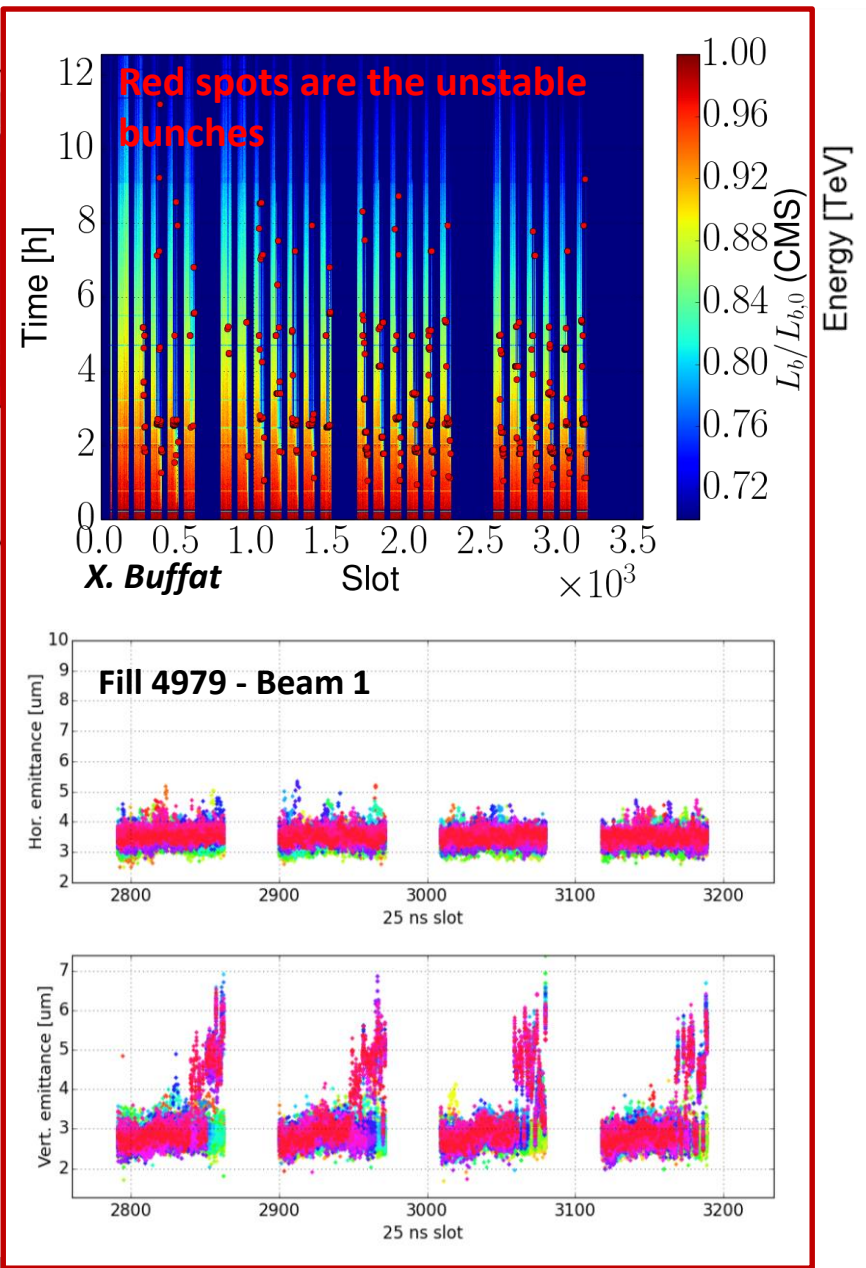 Red spots are the unstable
bunches
12
10
8
6
4
2
0
Time [h]
0.0 0.5 1.0 1.5 2.0 2.5 3.0 3.5
X. Buffat
Slot
×10³
1.00
0.96
0.92
0.88
0.84
0.80
0.76
0.72
L_b/L_{b,0} (CMS)
Energy [TeV]
Fill 4979 - Beam 1
10
9
8
7
6
5
4
3
2
Hor. emittance [um]
2800 2900 3000 3100 3200
25 ns slot
7
6
5
4
3
2
Vert. emittance [um]
2800 2900 3000 3100 3200
25 ns slot